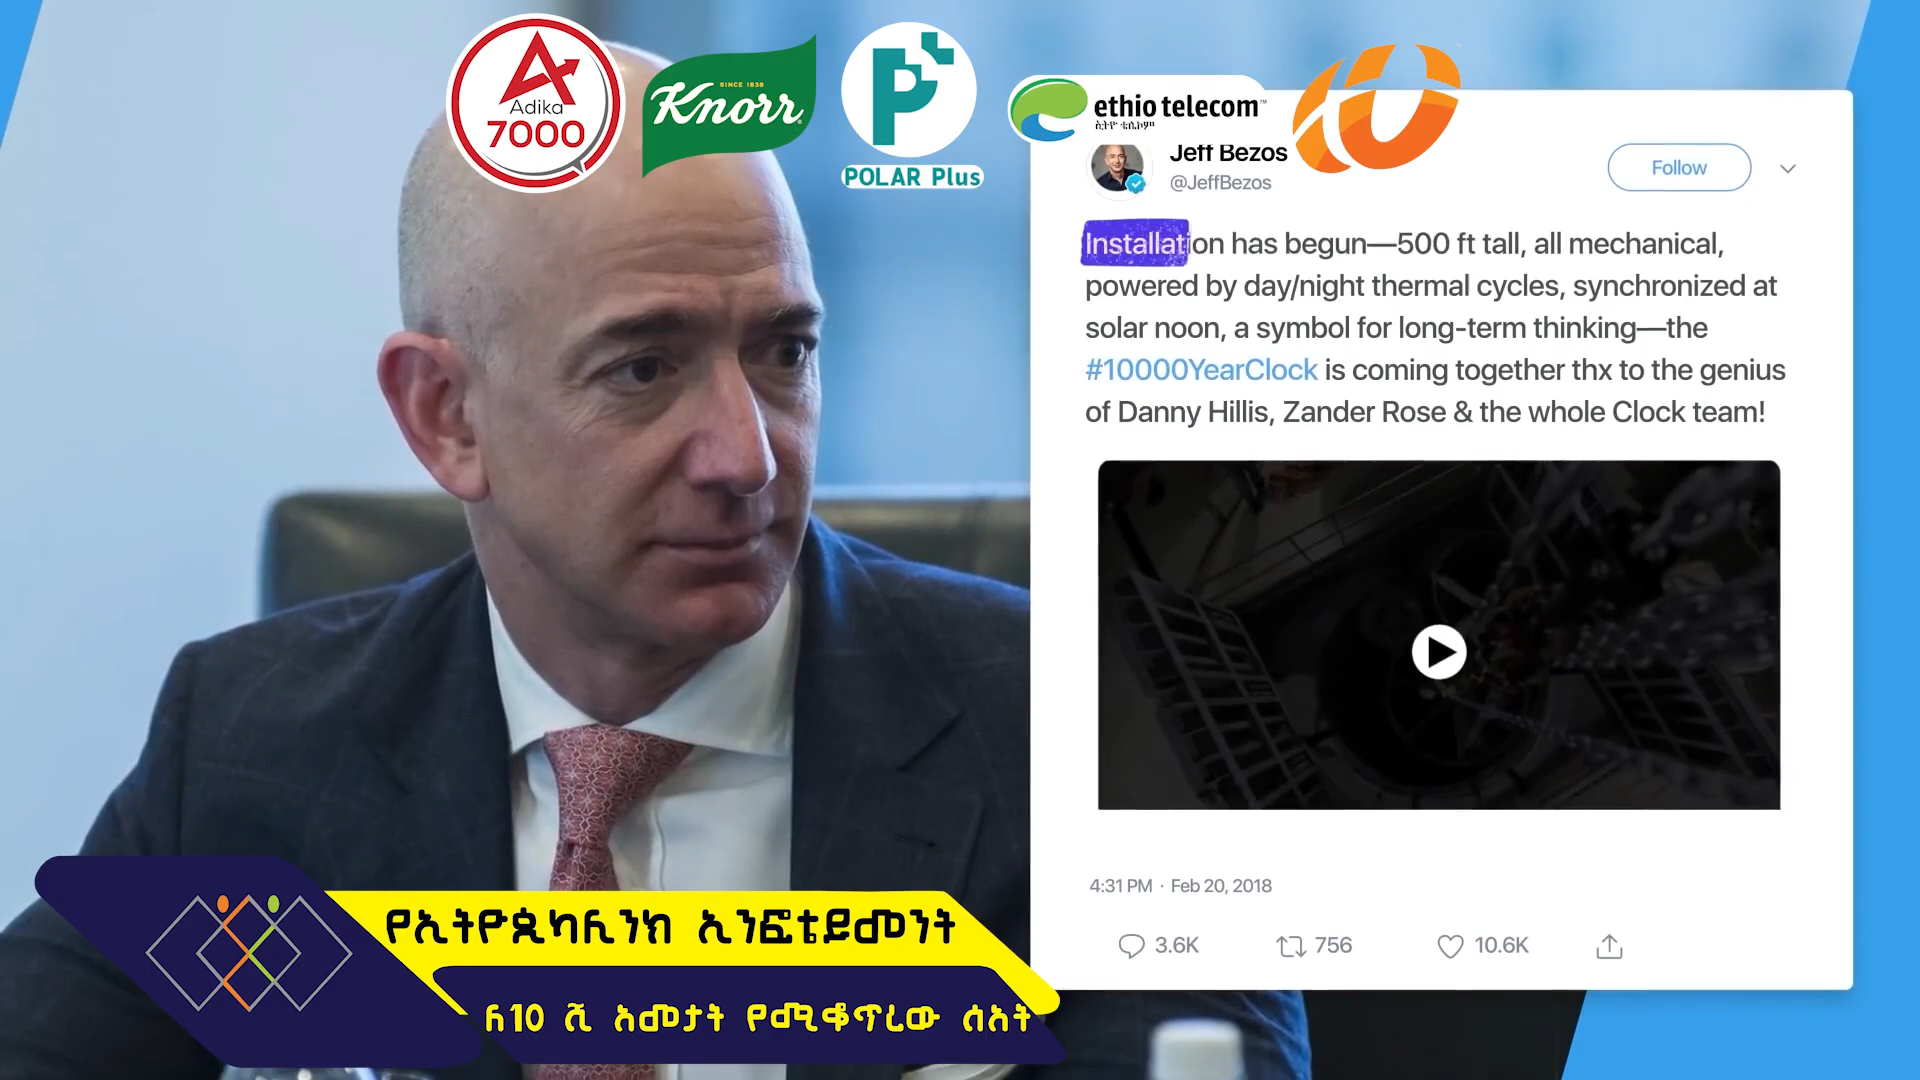 Adika
7000
SINCE 1838
Knorr
POLAR Plus
ethio telecom™
ኢትዮ ቴሌኮም
Jeff Bezos
@JeffBezos
Follow
Installation has begun—500 ft tall, all mechanical,
powered by day/night thermal cycles, synchronized at
solar noon, a symbol for long-term thinking—the
#10000YearClock is coming together thx to the genius
of Danny Hillis, Zander Rose & the whole Clock team!
4:31 PM · Feb 20, 2018
3.6K 756 10.6K
የኢትዮጲካሊንክ ኢንፎቴይመንት
ለ10 ሺ አመታት የሚቆጥረው ሰአት